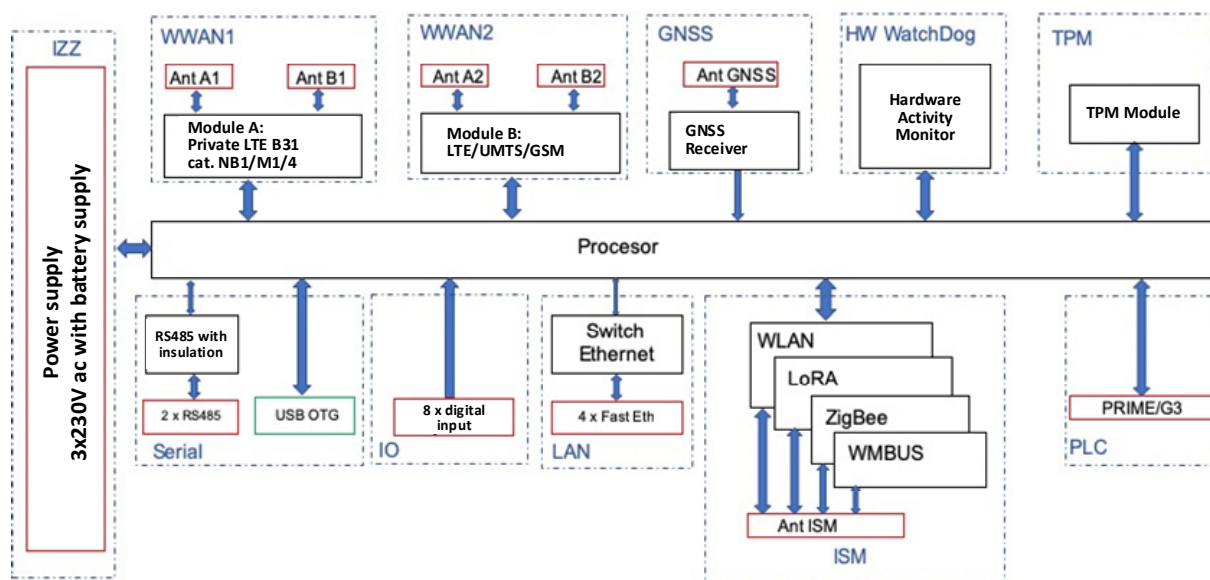 IZZ
Power supply
3x230V ac with battery supply
WWAN1
Ant A1
Ant B1
Module A:
Private LTE B31
cat. NB1/M1/4
WWAN2
Ant A2
Ant B2
Module B:
LTE/UMTS/GSM
GNSS
Ant GNSS
GNSS
Receiver
HW WatchDog
Hardware
Activity
Monitor
TPM
TPM Module
Procesor
RS485 with
insulation
2 x RS485
USB OTG
Serial
8 x digital
input
IO
Switch
Ethernet
4 x Fast Eth
LAN
WLAN
LoRA
ZigBee
WMBUS
Ant ISM
ISM
PRIME/G3
PLC